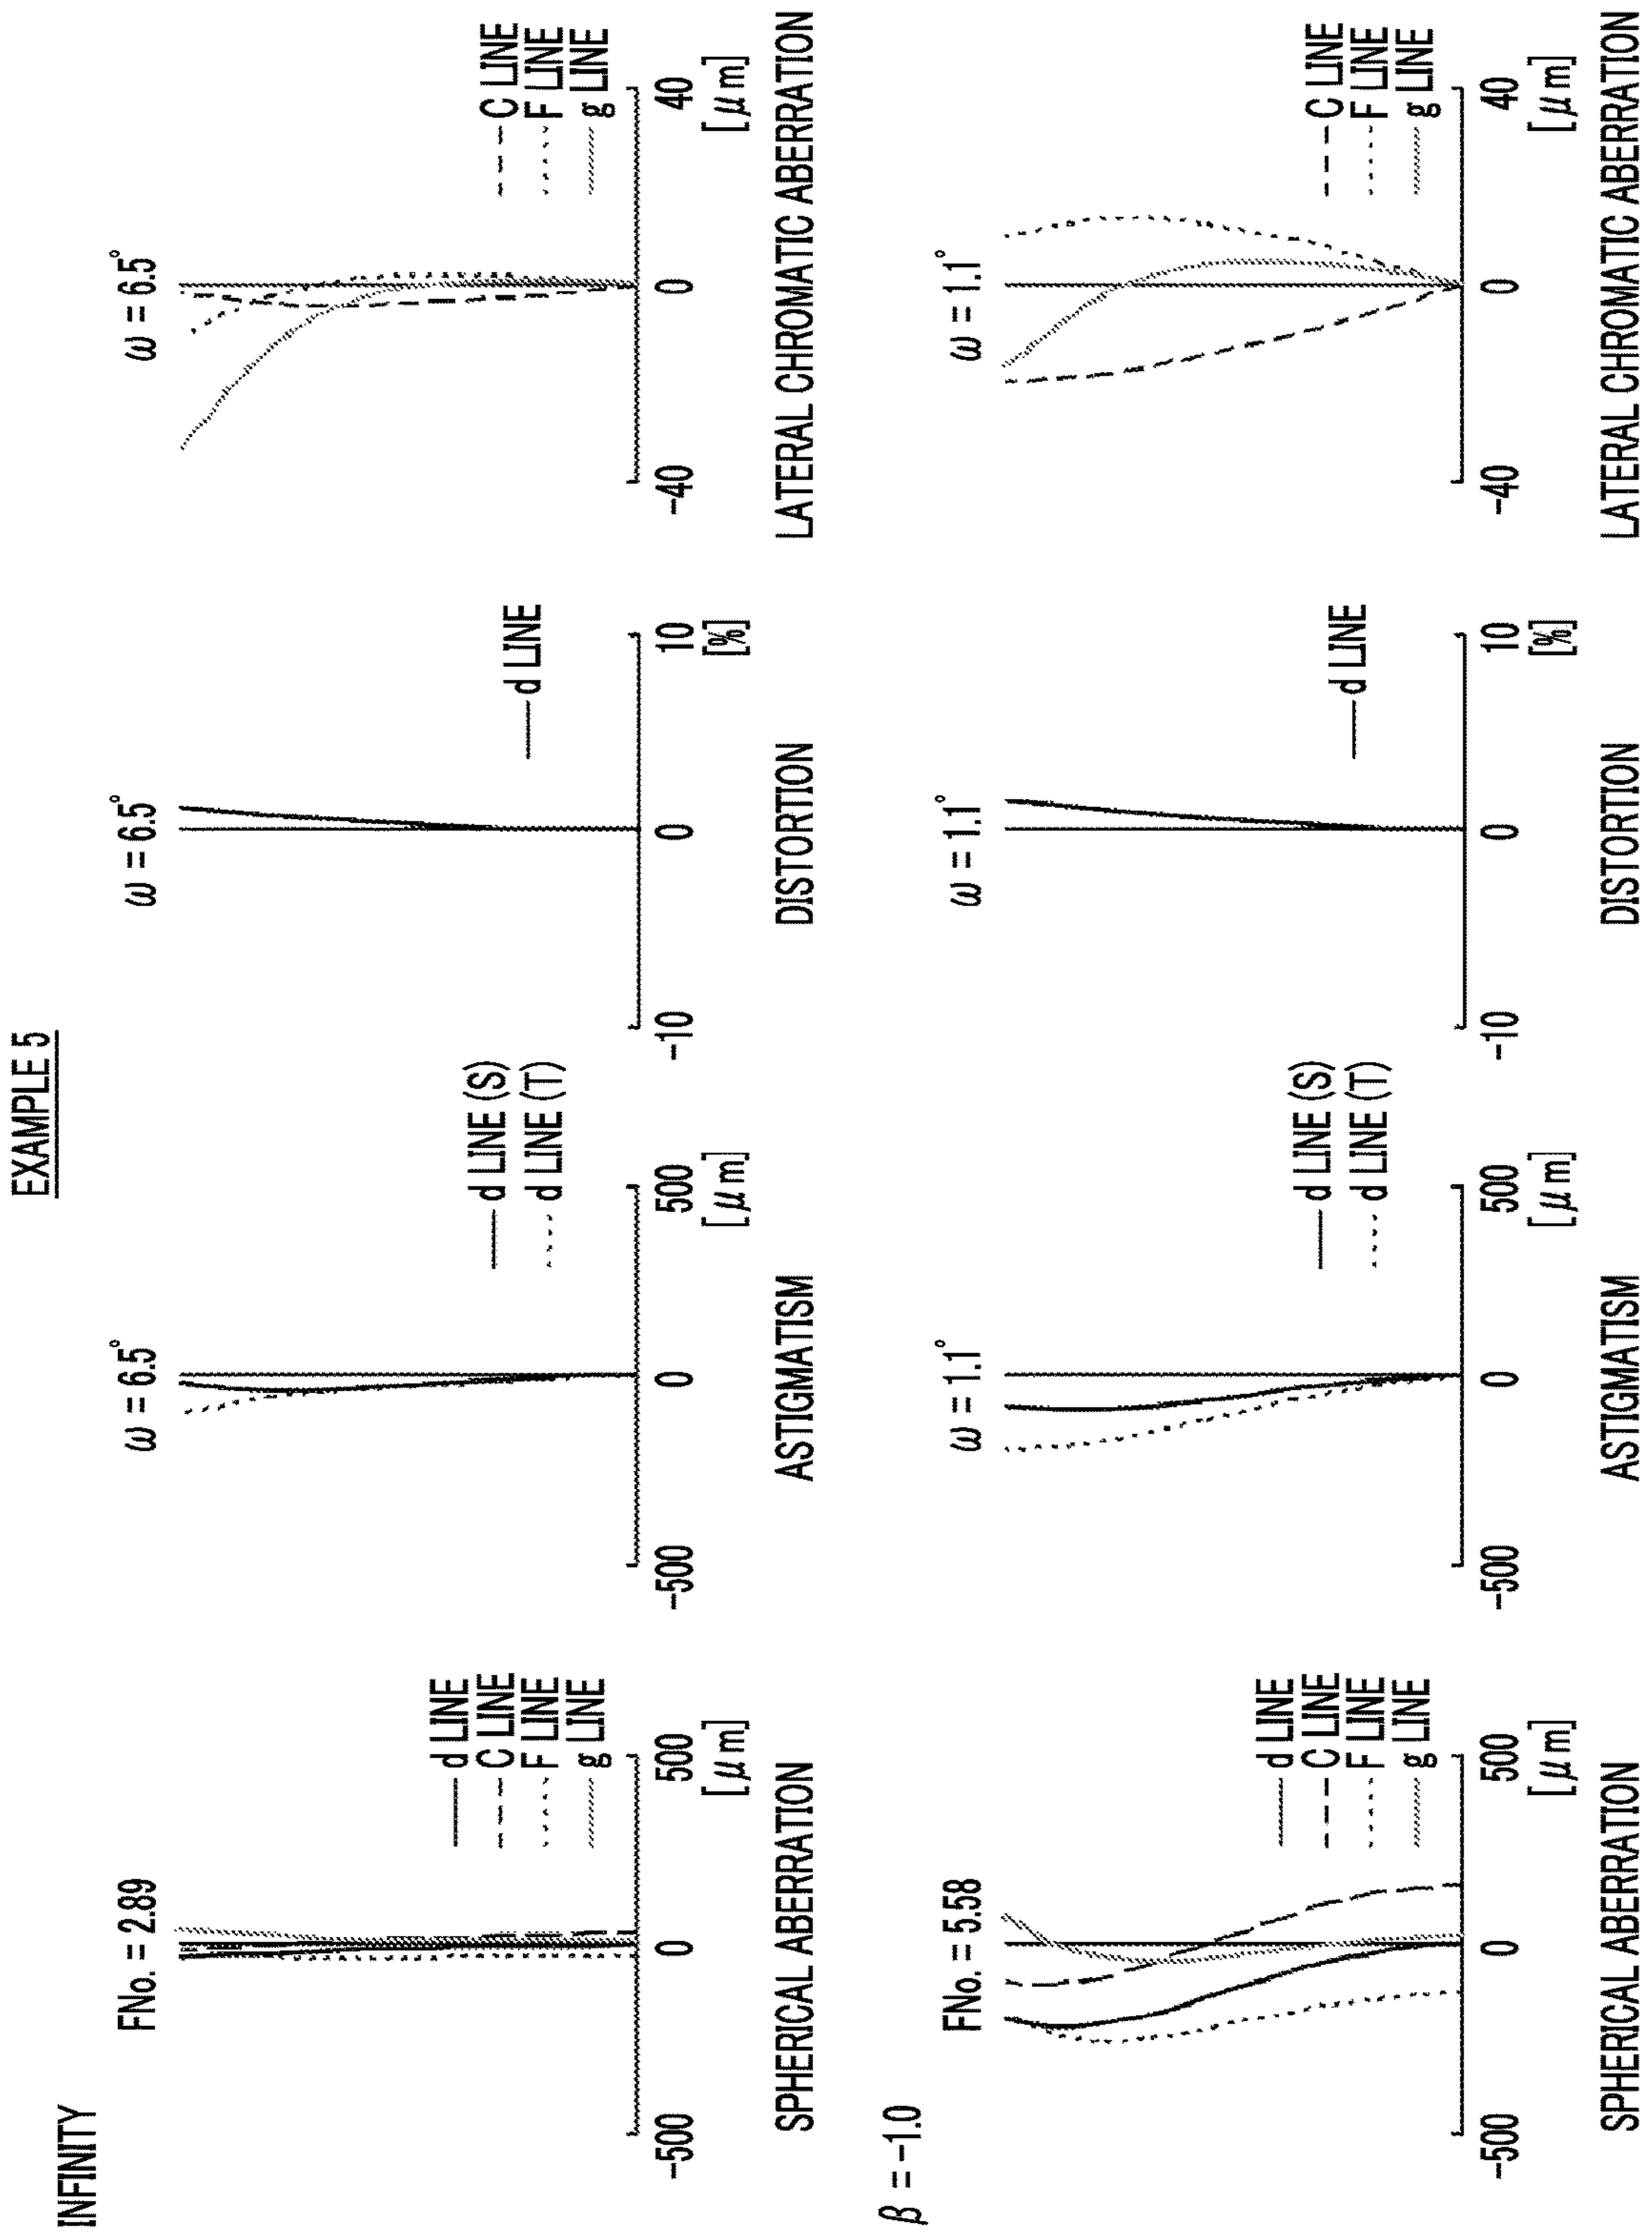 EXAMPLE 5
INFINITY
FNo. = 2.89
d LINE
C LINE
F LINE
g LINE
-500 0 500
[μm]
SPHERICAL ABERRATION
ω = 6.5°
d LINE (S)
d LINE (T)
-500 0 500
[μm]
ASTIGMATISM
ω = 6.5°
d LINE
-10 0 10
[%]
DISTORTION
ω = 6.5°
C LINE
F LINE
g LINE
-40 0 40
[μm]
LATERAL CHROMATIC ABERRATION
β = -1.0
FNo. = 5.58
d LINE
C LINE
F LINE
g LINE
-500 0 500
[μm]
SPHERICAL ABERRATION
ω = 1.1°
d LINE (S)
d LINE (T)
-500 0 500
[μm]
ASTIGMATISM
ω = 1.1°
d LINE
-10 0 10
[%]
DISTORTION
ω = 1.1°
C LINE
F LINE
g LINE
-40 0 40
[μm]
LATERAL CHROMATIC ABERRATION